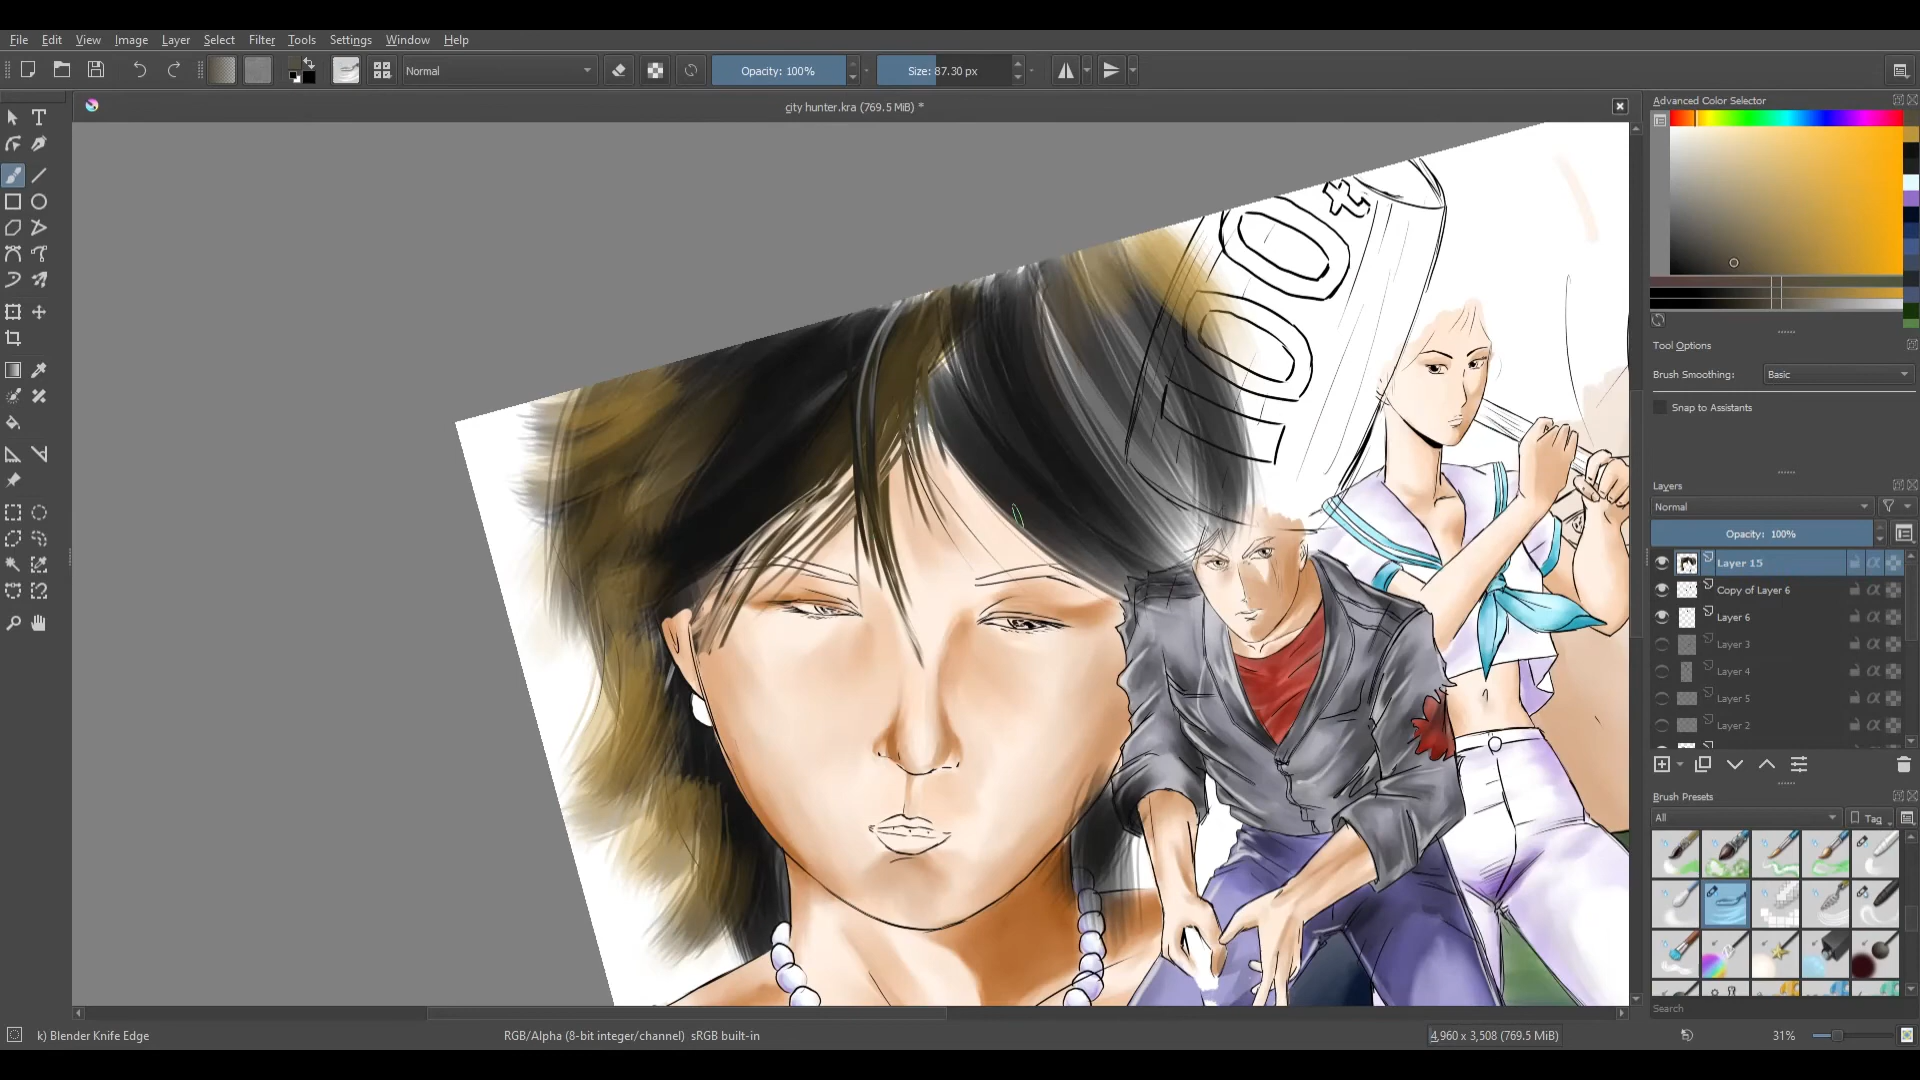 File Edit View Image Layer Select Filter Tools Settings Window Help
Normal Opacity: 100% Size: 87.30 px
city hunter.kra (769.5 MiB) *
Advanced Color Selector
100t
Tool Options
Brush Smoothing: Basic
Snap to Assistants
Layers
Normal
Opacity: 100%
Layer 15
Copy of Layer 6
Layer 6
Layer 3
Layer 4
Layer 5
Layer 2
Brush Presets
All Tag
Search
k) Blender Knife Edge RGB/Alpha (8-bit integer/channel) sRGB built-in 4,960 x 3,508 (769.5 MiB) 31%